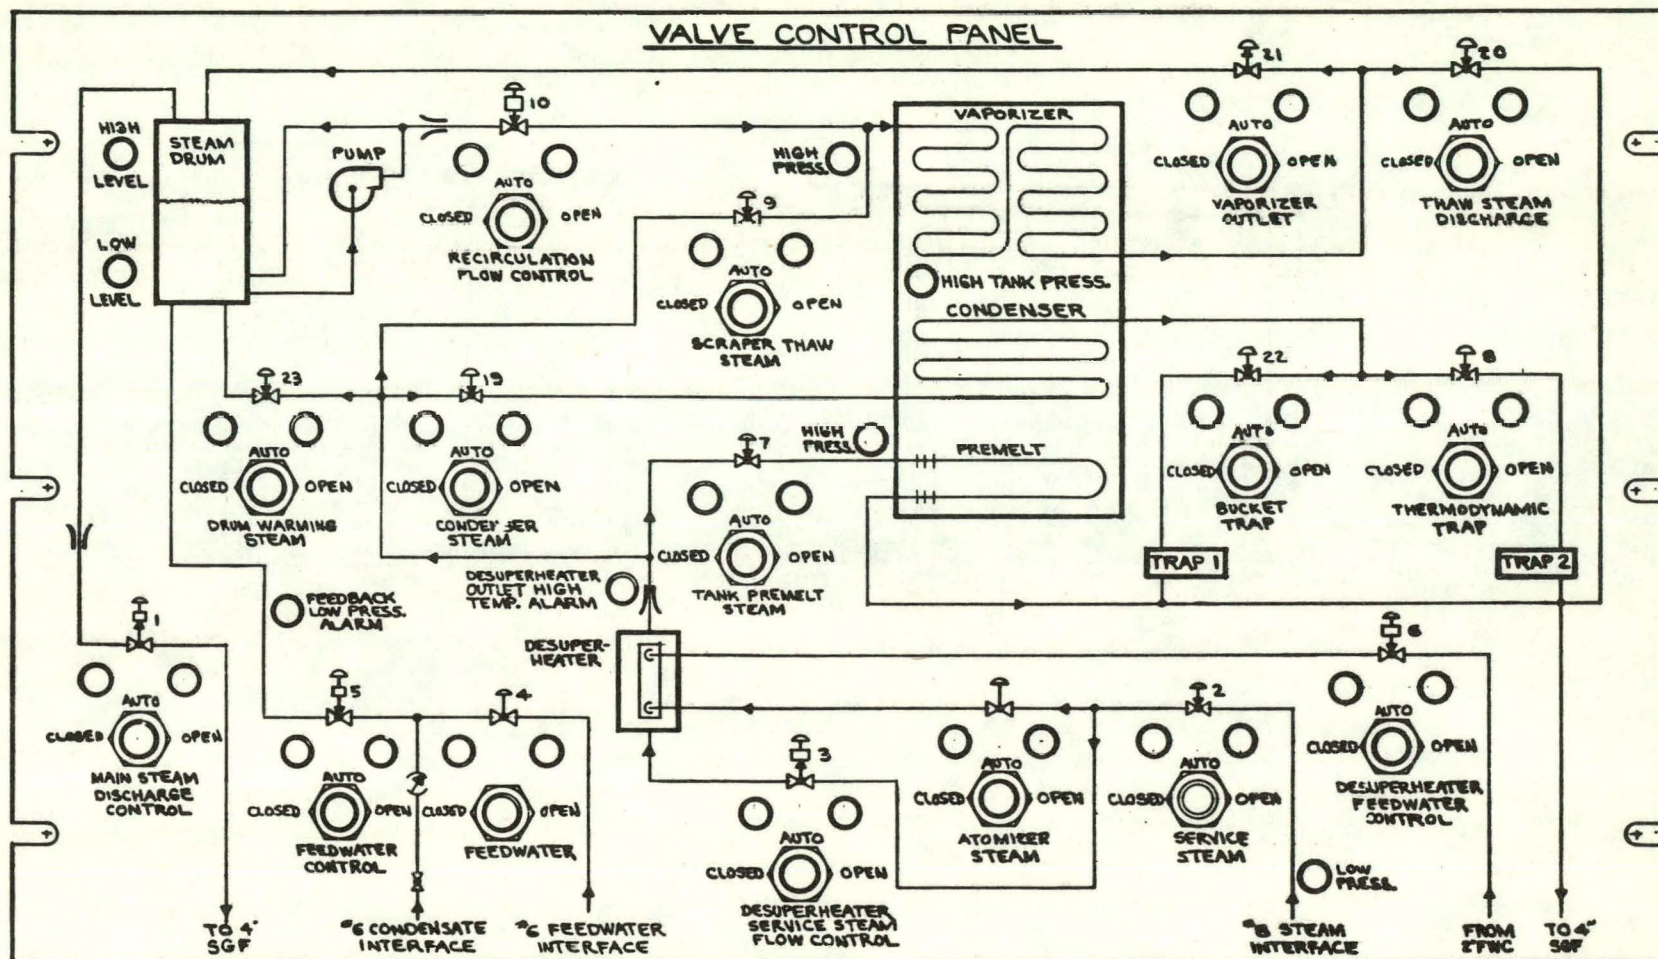 VALVE CONTROL PANEL
21
20
10
HIGH
LEVEL
STEAM
DRUM
PUMP
AUTO
CLOSED
OPEN
RECIRCULATION
FLOW CONTROL
HIGH
PRESS.
VAPORIZER
AUTO
CLOSED
OPEN
VAPORIZER
OUTLET
AUTO
CLOSED
OPEN
THAW STEAM
DISCHARGE
LOW
LEVEL
9
AUTO
CLOSED
OPEN
SCRAPER THAW
STEAM
HIGH TANK PRESS.
CONDENSER
23
19
22
8
AUTO
CLOSED
OPEN
DRUM WARMING
STEAM
AUTO
CLOSED
OPEN
STEAM
7
HIGH
PRESS.
PREMELT
AUTO
CLOSED
OPEN
BUCKET
TRAP
AUTO
CLOSED
OPEN
THERMODYNAMIC
TRAP
AUTO
CLOSED
OPEN
TANK PREMELT
STEAM
TRAP 1
TRAP 2
FEEDBACK
LOW PRESS.
ALARM
DESUPERHEATER
OUTLET HIGH
TEMP. ALARM
DESUPER-
HEATER
1
6
AUTO
CLOSED
OPEN
MAIN STEAM
DISCHARGE
CONTROL
5
4
2
AUTO
CLOSED
OPEN
FEEDWATER
CONTROL
CLOSED
OPEN
FEEDWATER
3
AUTO
CLOSED
OPEN
DESUPERHEATER
SERVICE STEAM
FLOW CONTROL
AUTO
CLOSED
OPEN
ATOMIZER
STEAM
AUTO
CLOSED
OPEN
SERVICE
STEAM
AUTO
CLOSED
OPEN
DESUPERHEATER
FEEDWATER
CONTROL
LOW
PRESS.
TO 4"
SGF
#6 CONDENSATE
INTERFACE
#6 FEEDWATER
INTERFACE
#8 STEAM
INTERFACE
FROM
2"FWC
TO 4"
SGF